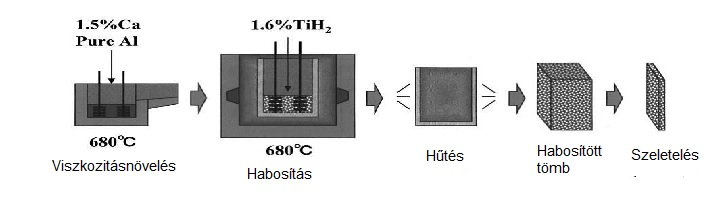 1.5%Ca
Pure Al
680℃
Viszkozitásnövelés
1.6%TiH₂
680℃
Habosítás
Hűtés
Habosított
tömb
Szeletelés